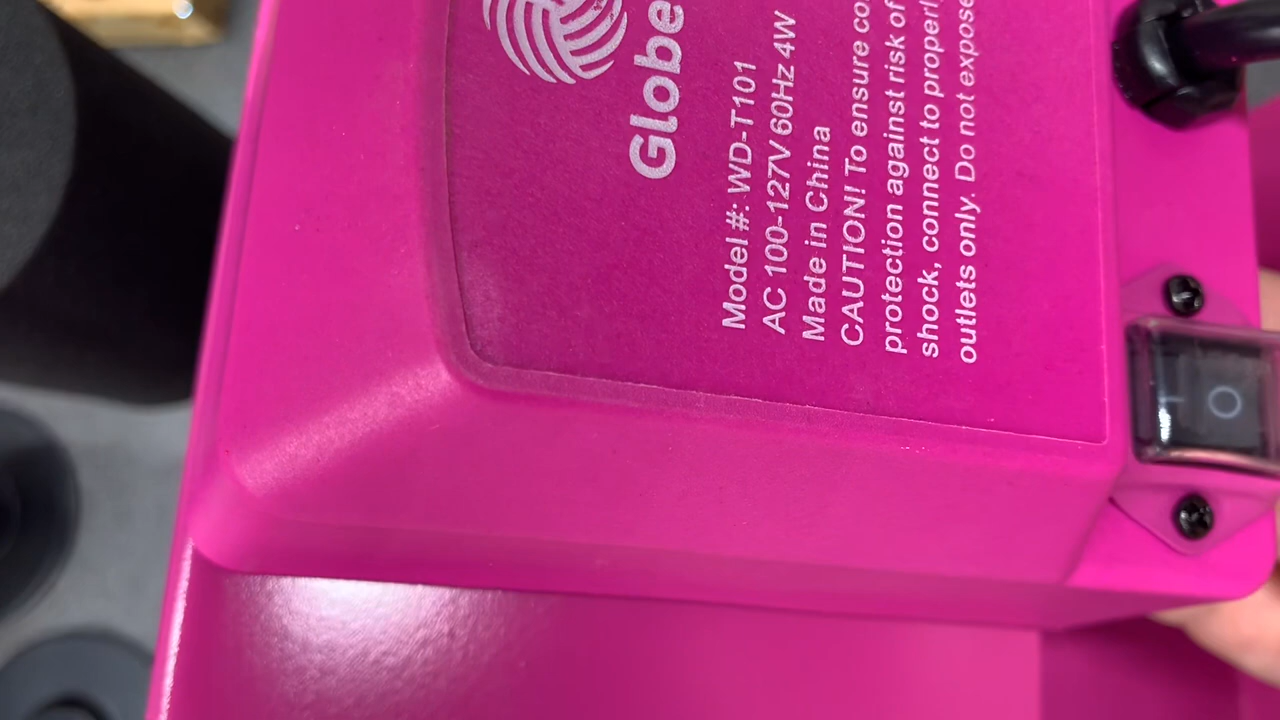 Globe
Model #: WD-T101
AC 100-127V 60Hz 4W
Made in China
CAUTION! To ensure
protection against risk of
shock, connect to properly
outlets only. Do not expose